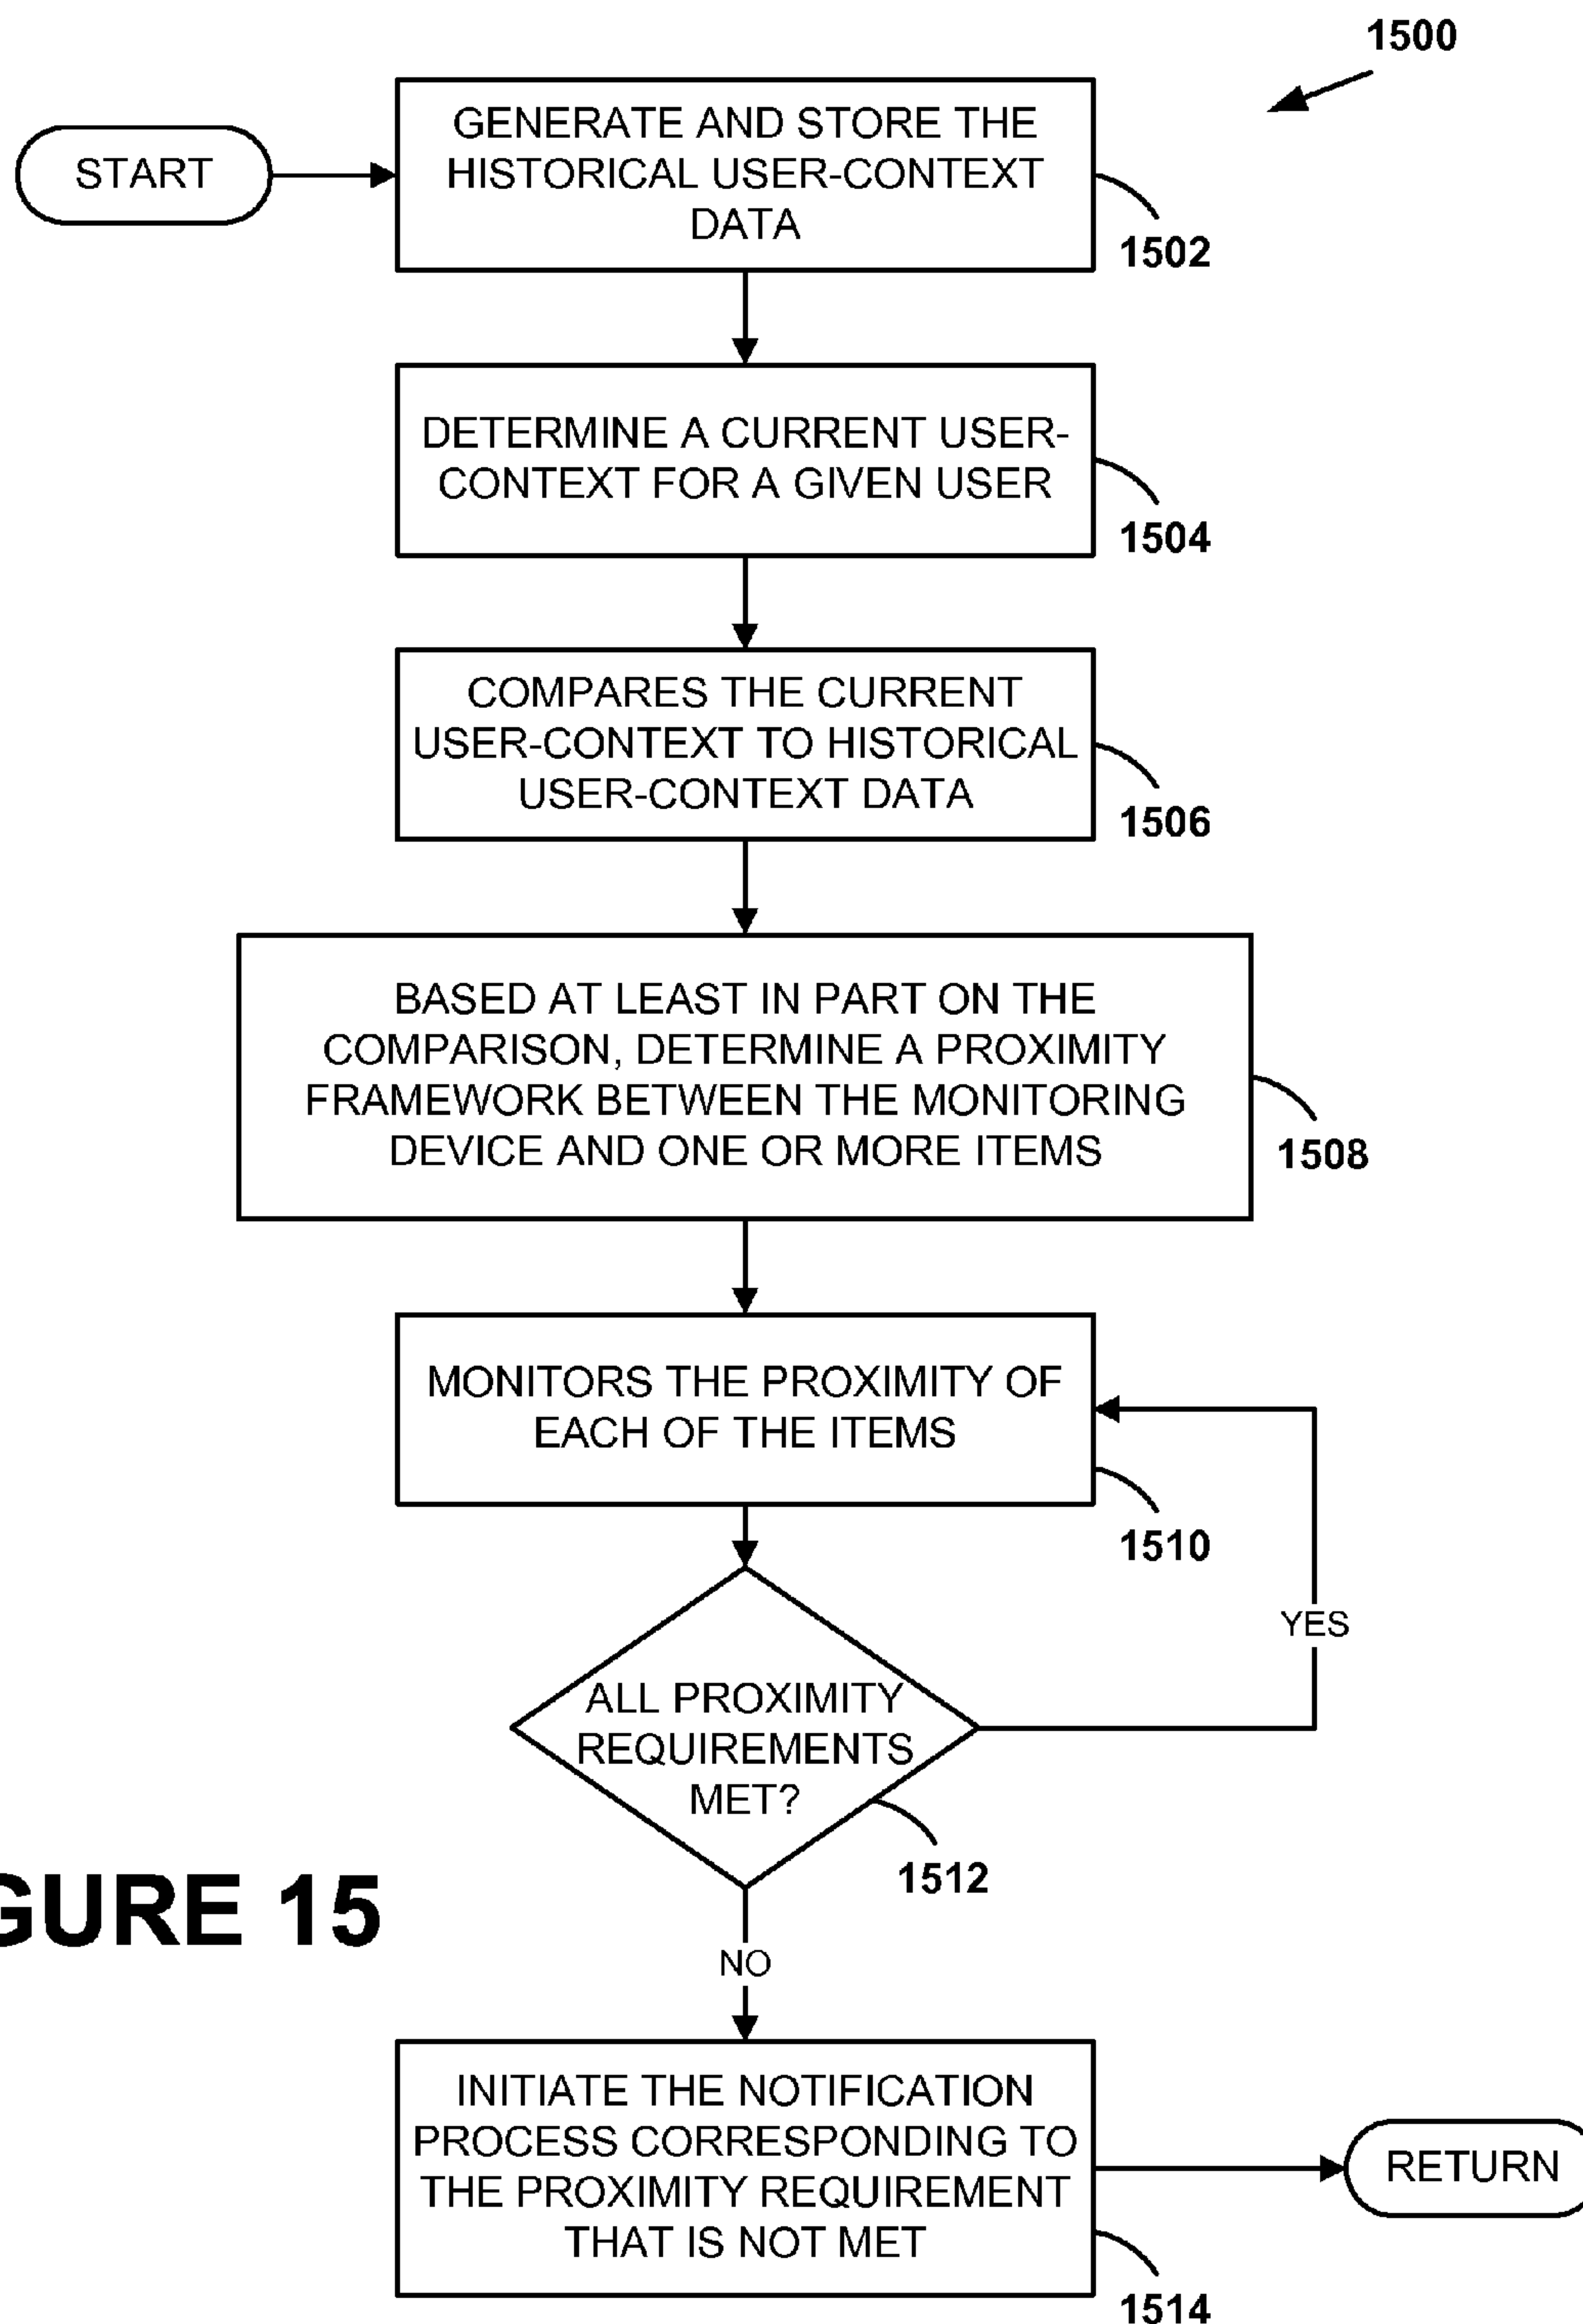 1500
START
GENERATE AND STORE THE
HISTORICAL USER-CONTEXT
DATA
1502
DETERMINE A CURRENT USER-
CONTEXT FOR A GIVEN USER
1504
COMPARES THE CURRENT
USER-CONTEXT TO HISTORICAL
USER-CONTEXT DATA
1506
BASED AT LEAST IN PART ON THE
COMPARISON, DETERMINE A PROXIMITY
FRAMEWORK BETWEEN THE MONITORING
DEVICE AND ONE OR MORE ITEMS
1508
MONITORS THE PROXIMITY OF
EACH OF THE ITEMS
1510
YES
ALL PROXIMITY
REQUIREMENTS
MET?
1512
GURE 15
NO
INITIATE THE NOTIFICATION
PROCESS CORRESPONDING TO
THE PROXIMITY REQUIREMENT
THAT IS NOT MET
RETURN
1514